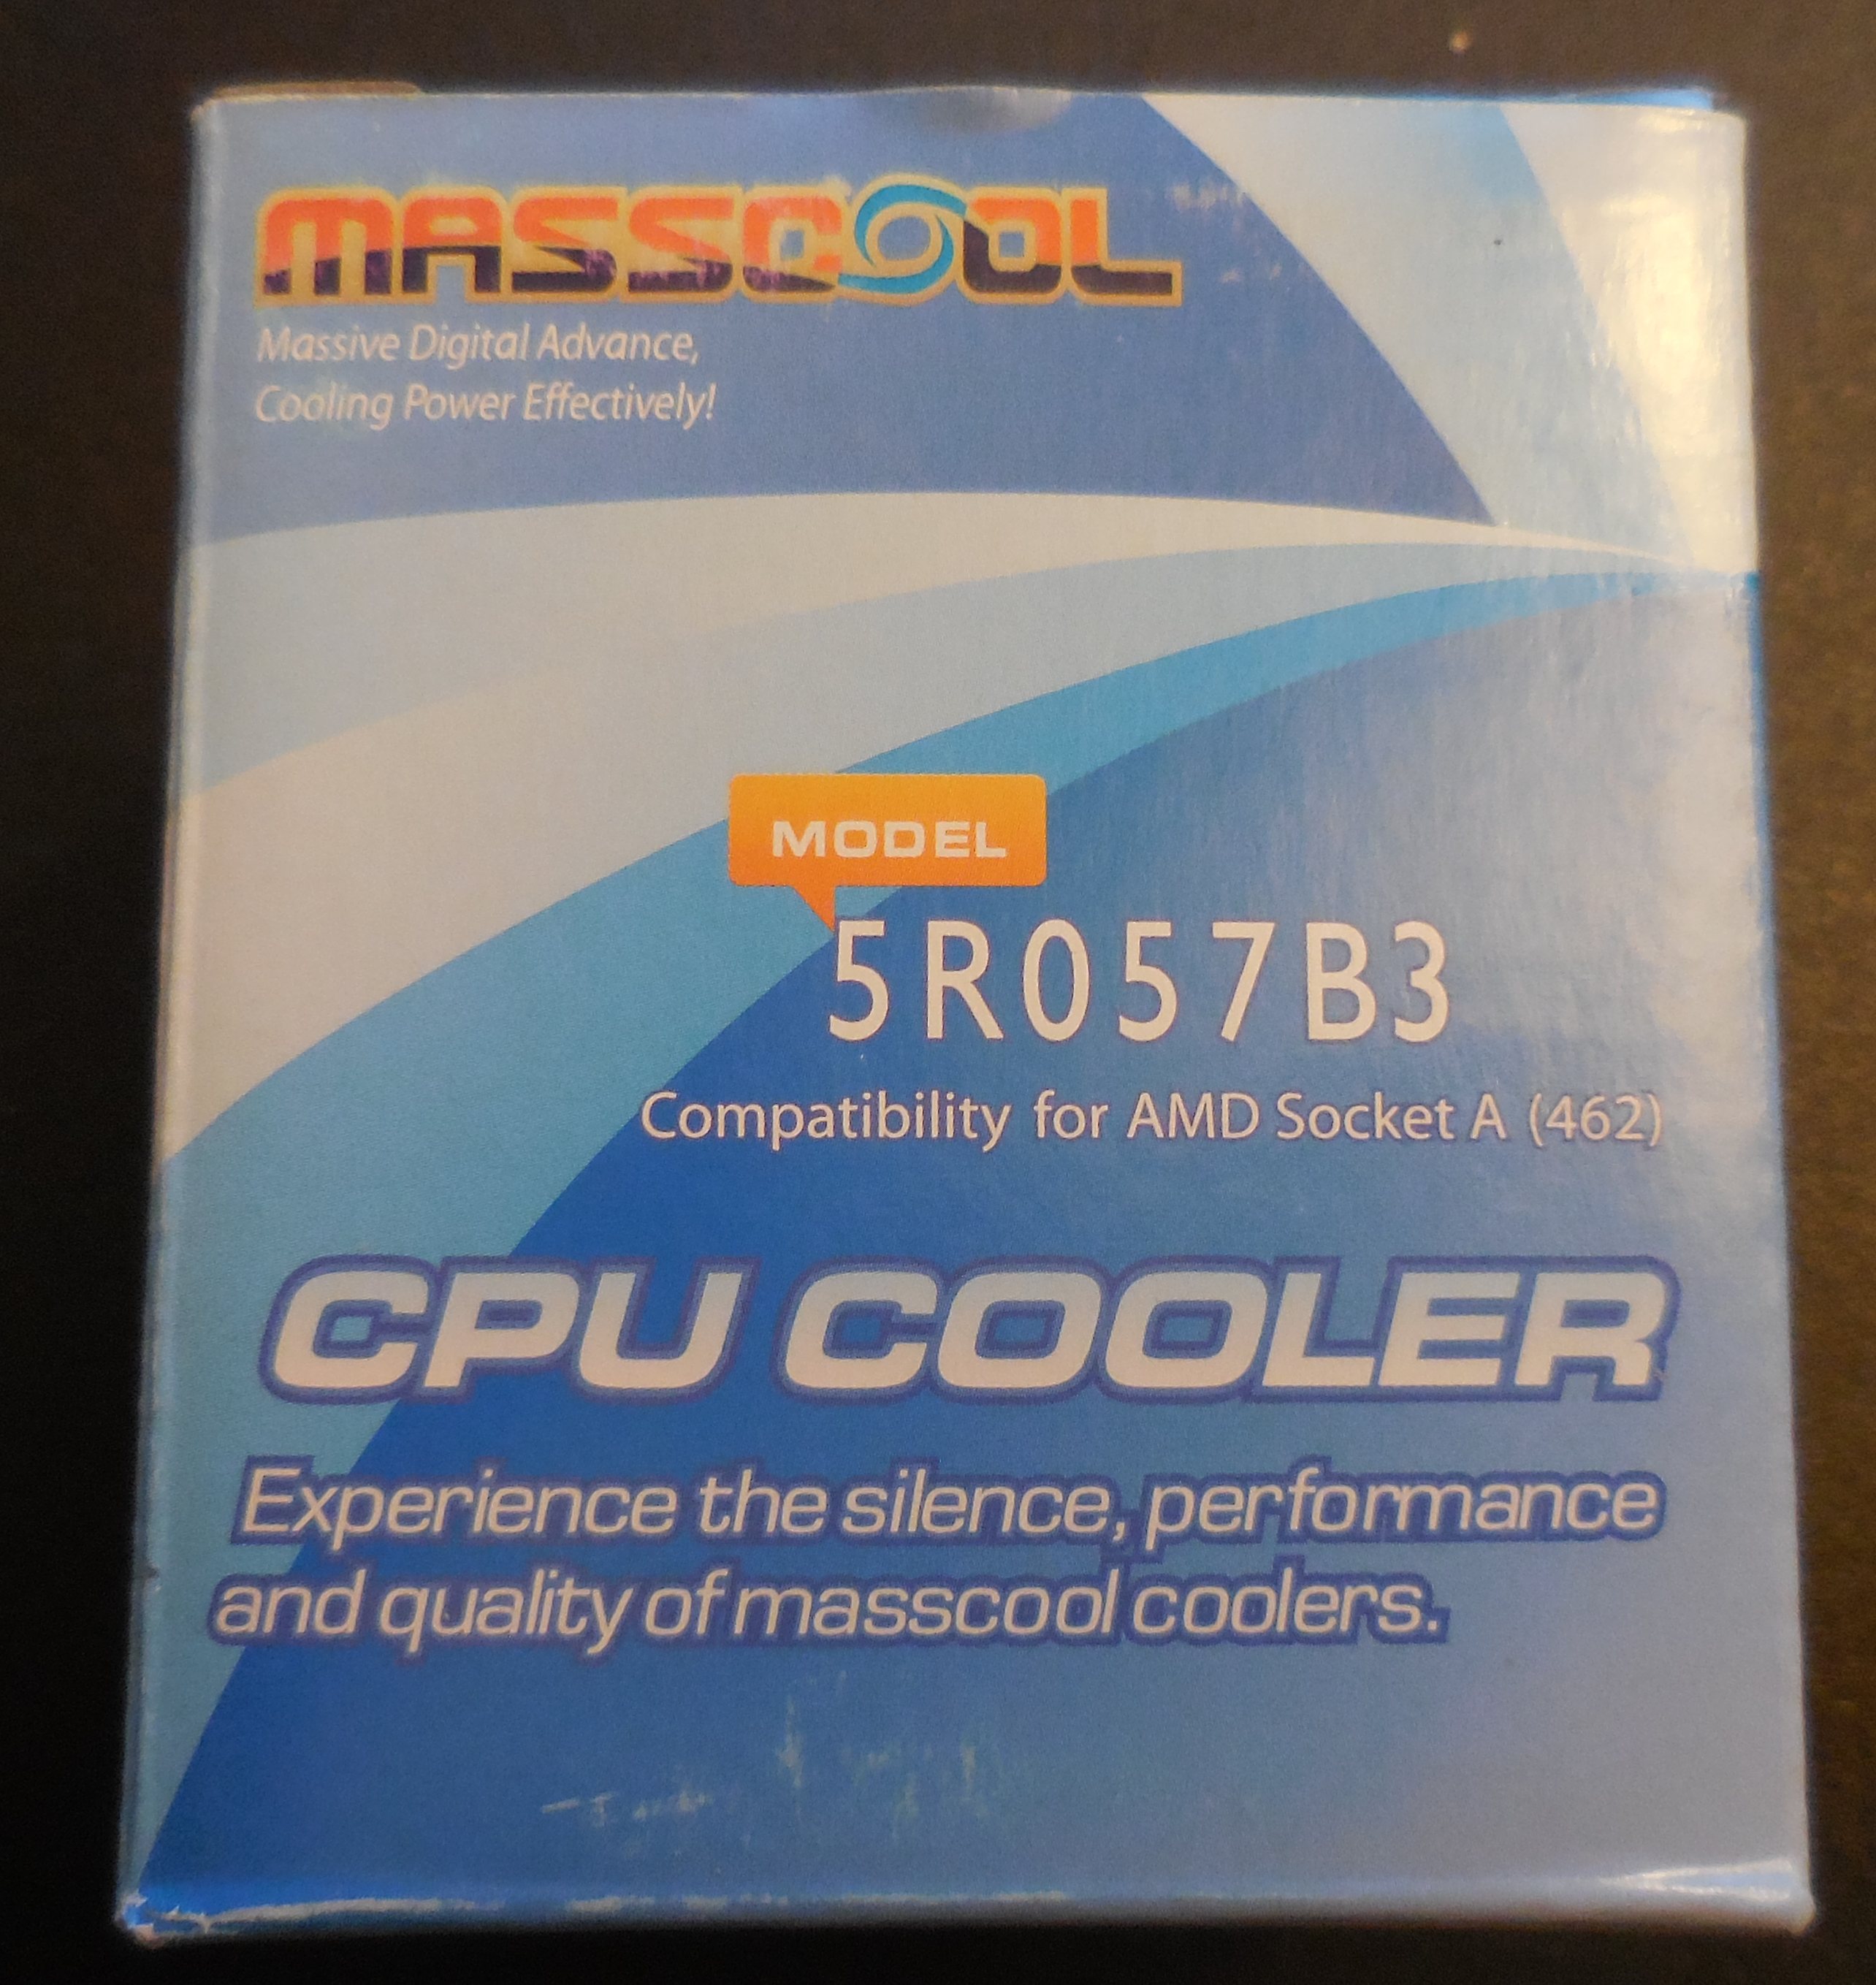 MASSCOOL
Massive Digital Advance,
Cooling Power Effectively!
MODEL
5R057B3
Compatibility for AMD Socket A (462)
CPU COOLER
Experience the silence, performance
and quality of masscool coolers.